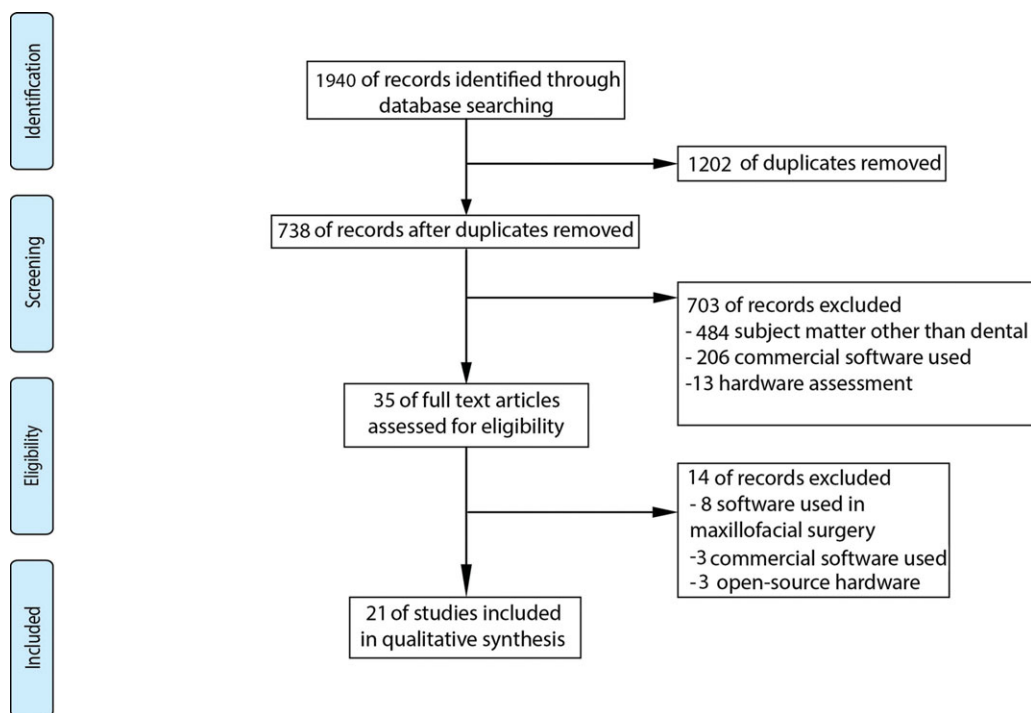 Identification
1940 of records identified through
database searching
1202 of duplicates removed
Screening
738 of records after duplicates removed
703 of records excluded
- 484 subject matter other than dental
- 206 commercial software used
-13 hardware assessment
Eligibility
35 of full text articles
assessed for eligibility
14 of records excluded
- 8 software used in
maxillofacial surgery
-3 commercial software used
-3 open-source hardware
Included
21 of studies included
in qualitative synthesis